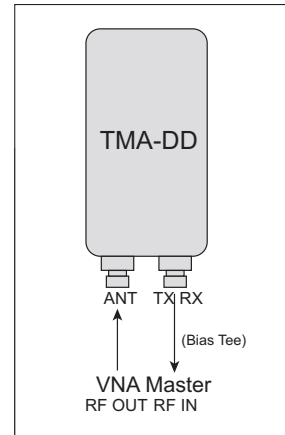 TMA-DD
ANT TX RX
(Bias Tee)
VNA Master
RF OUT RF IN